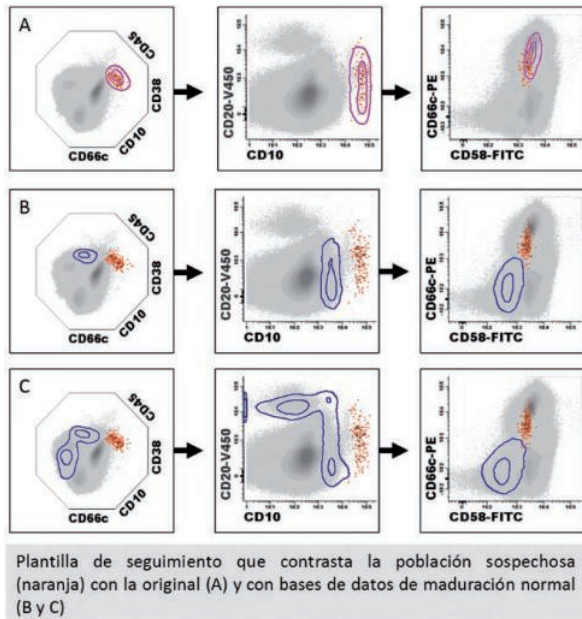 A
CD45
CD38
CD10
CD66c
CD20-V450
CD10
CD66c-PE
CD58-FITC
B
CD45
CD38
CD10
CD66c
CD20-V450
CD10
CD66c-PE
CD58-FITC
C
CD45
CD38
CD10
CD66c
CD20-V450
CD10
CD66c-PE
CD58-FITC
Plantilla de seguimiento que contrasta la población sospechosa
(naranja) con la original (A) y con bases de datos de maduración normal
(B y C)